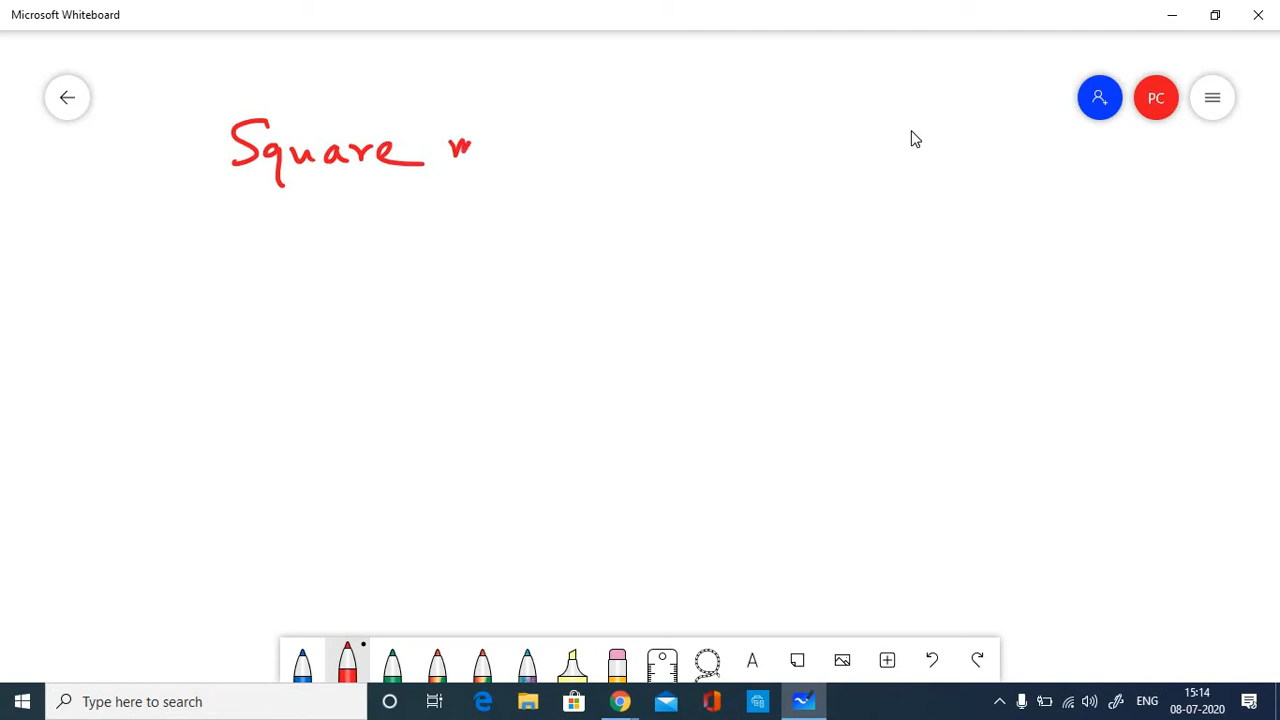 Microsoft Whiteboard
PC
Square
A
Type here to search
ENG
15:14
08-07-2020